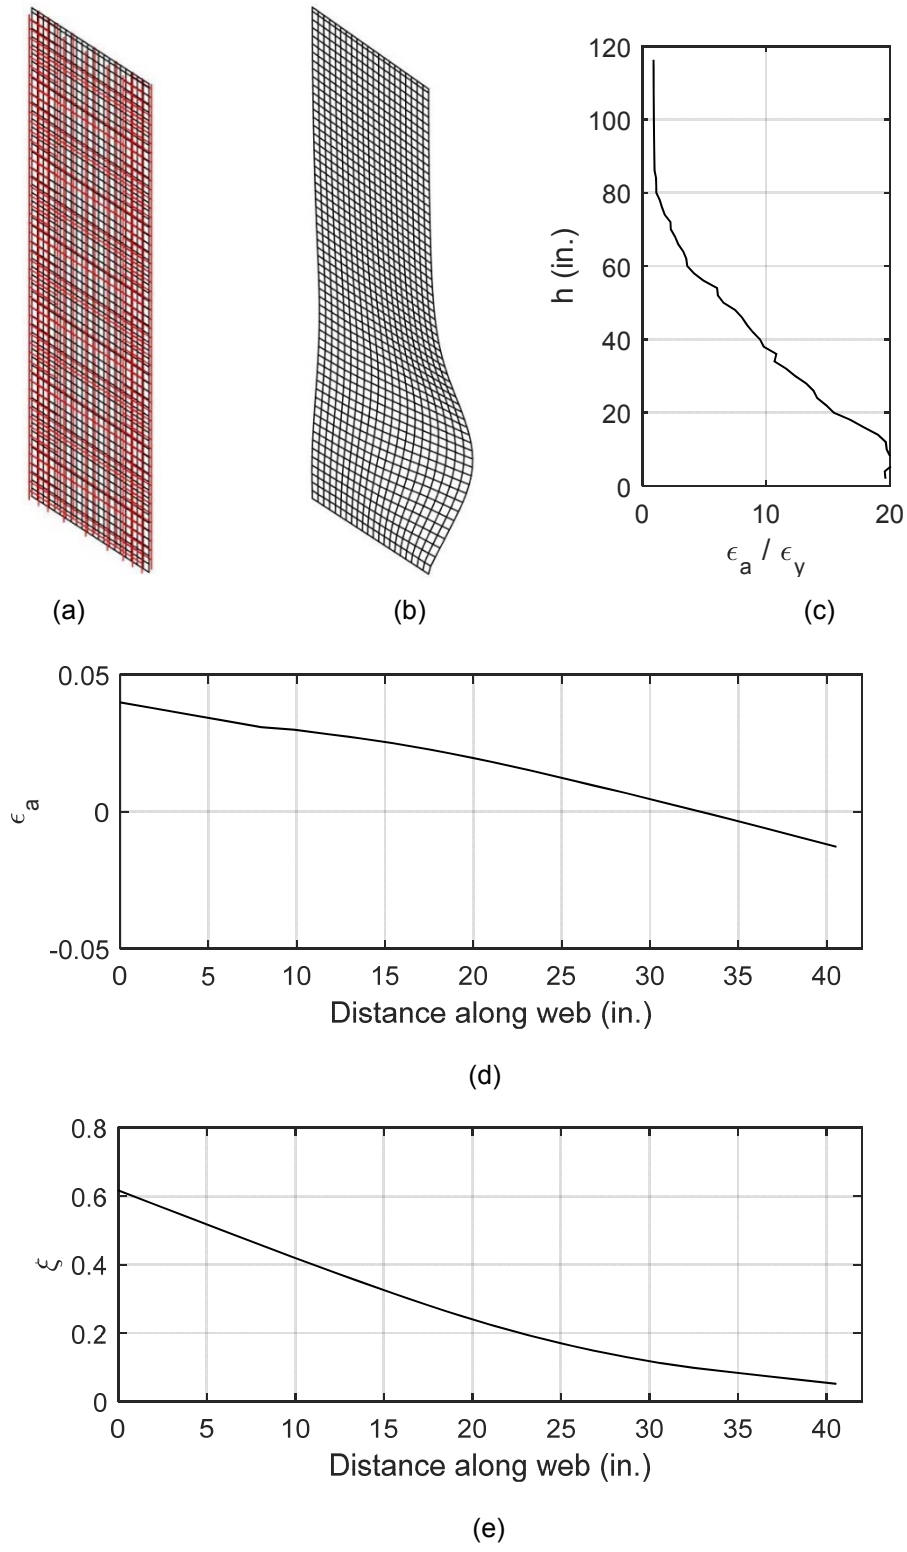 120
100
80
60
40
20
0
h (in.)
0 10 20
ϵa / ϵy
(a) (b) (c)
0.05
0
-0.05
ϵa
0 5 10 15 20 25 30 35 40
Distance along web (in.)
(d)
0.8
0.6
0.4
0.2
0
ξ
0 5 10 15 20 25 30 35 40
Distance along web (in.)
(e)